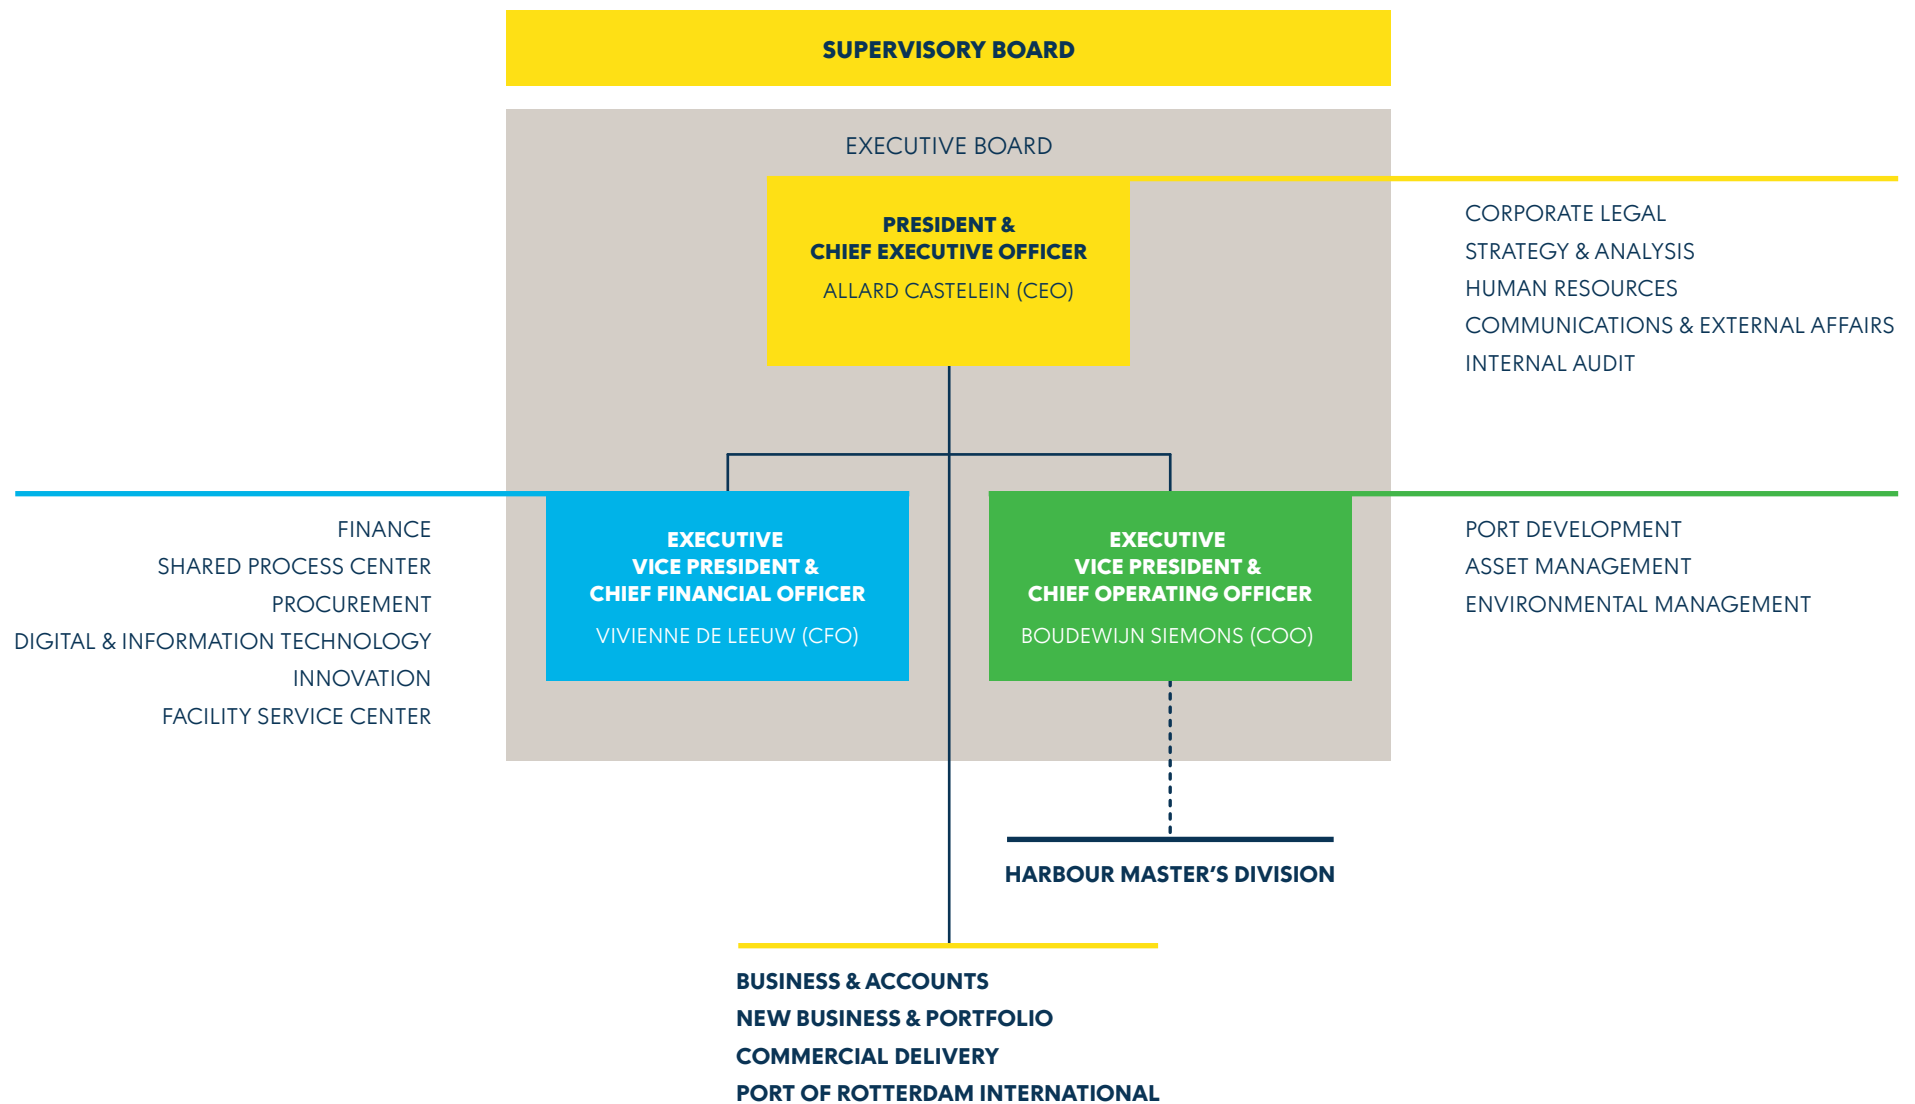 SUPERVISORY BOARD
EXECUTIVE BOARD
PRESIDENT &
CHIEF EXECUTIVE OFFICER
ALLARD CASTELEIN (CEO)
CORPORATE LEGAL
STRATEGY & ANALYSIS
HUMAN RESOURCES
COMMUNICATIONS & EXTERNAL AFFAIRS
INTERNAL AUDIT
FINANCE
SHARED PROCESS CENTER
PROCUREMENT
DIGITAL & INFORMATION TECHNOLOGY
INNOVATION
FACILITY SERVICE CENTER
EXECUTIVE
VICE PRESIDENT &
CHIEF FINANCIAL OFFICER
VIVIENNE DE LEEUW (CFO)
EXECUTIVE
VICE PRESIDENT &
CHIEF OPERATING OFFICER
BOUDEWIJN SIEMONS (COO)
PORT DEVELOPMENT
ASSET MANAGEMENT
ENVIRONMENTAL MANAGEMENT
HARBOUR MASTER’S DIVISION
BUSINESS & ACCOUNTS
NEW BUSINESS & PORTFOLIO
COMMERCIAL DELIVERY
PORT OF ROTTERDAM INTERNATIONAL